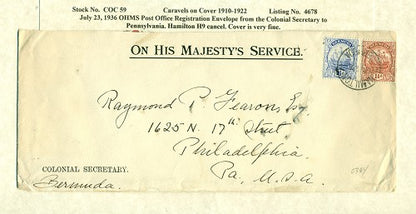 Stock No. COC 59 Caravels on Cover 1910-1922 Listing No. 4678
July 23, 1936 OHMS Post Office Registration Envelope from the Colonial Secretary to
Pennsylvania. Hamilton H9 cancel. Cover is very fine.
ON HIS MAJESTY'S SERVICE.
Raymond P. Fearons Esq.
1625 N. 17th Street
Philadelphia.
Pa, U.S.A.
COLONIAL SECRETARY.
Bermuda.